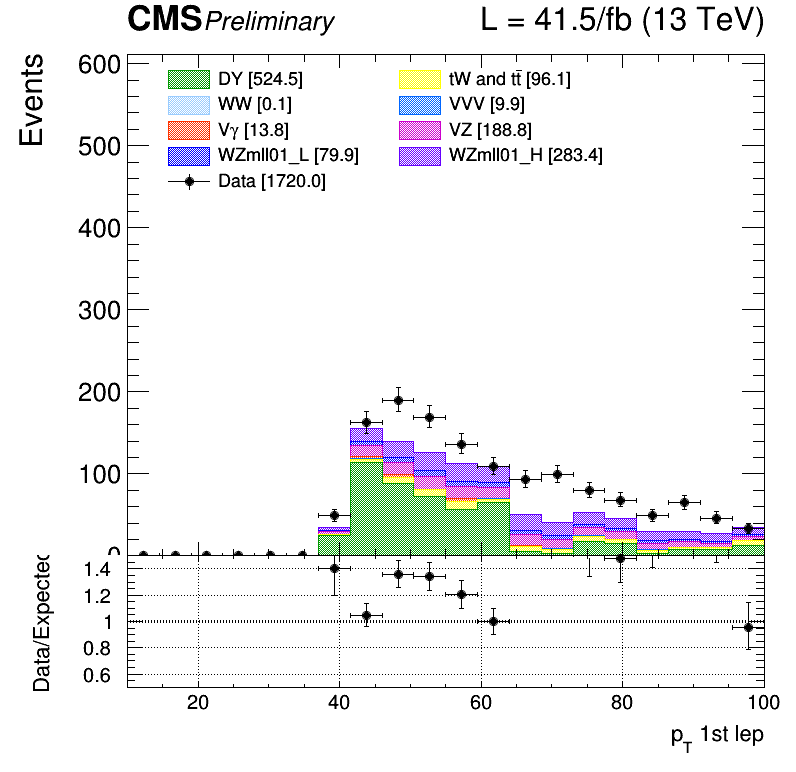 CMS Preliminary L = 41.5/fb (13 TeV)
Events
600
500
400
300
200
100
0
DY [524.5]
tW and tt̄ [96.1]
WW [0.1]
VVV [9.9]
Vγ [13.8]
VZ [188.8]
WZmll01_L [79.9]
WZmll01_H [283.4]
Data [1720.0]
Data/Expected
1.4
1.2
1
0.8
0.6
20 40 60 80 100
p_T 1st lep